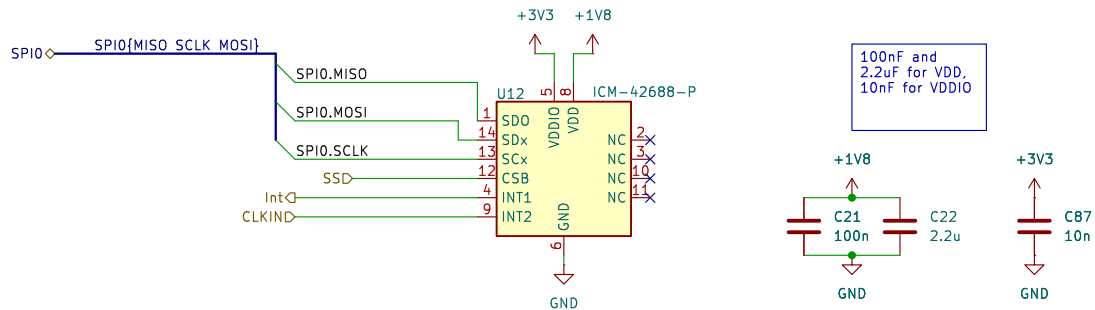 +3V3
+1V8
SPI0
SPI0{MISO SCLK MOSI}
100nF and
2.2uF for VDD,
10nF for VDDIO
SPI0.MISO
SPI0.MOSI
SPI0.SCLK
SS
Int
CLKIN
U12
ICM-42688-P
5
8
VDDIO
VDD
1
SDO
14
SDx
13
SCx
12
CSB
4
INT1
9
INT2
NC
2
NC
3
NC
10
NC
11
GND
6
GND
+1V8
C21
100n
C22
2.2u
GND
+3V3
C87
10n
GND